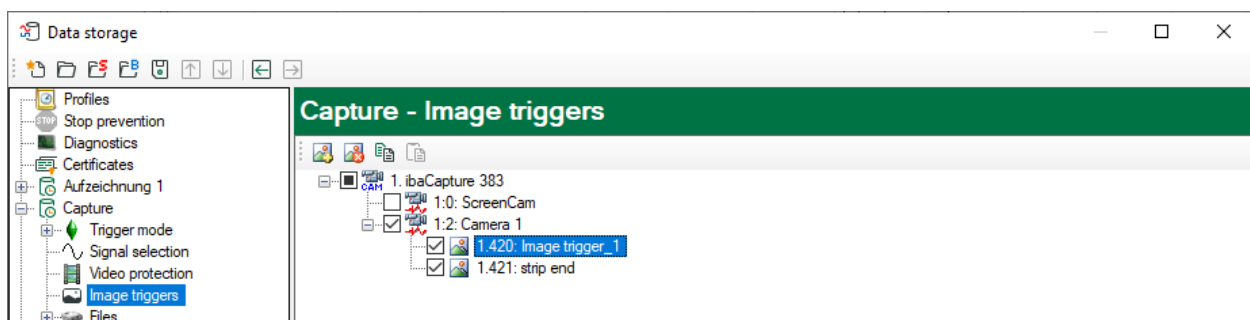 Data storage
S B
Profiles
STOP Stop prevention
Diagnostics
Certificates
Aufzeichnung 1
Capture
Trigger mode
Signal selection
Video protection
Image triggers
Files
Capture - Image triggers
CAM 1. ibaCapture 383
1:0: ScreenCam
1:2: Camera 1
1.420: Image trigger_1
1.421: strip end